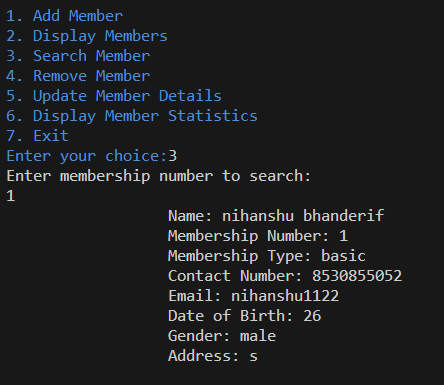 1. Add Member
2. Display Members
3. Search Member
4. Remove Member
5. Update Member Details
6. Display Member Statistics
7. Exit
Enter your choice:3
Enter membership number to search:
1
Name: nihanshu bhanderif
Membership Number: 1
Membership Type: basic
Contact Number: 8530855052
Email: nihanshu1122
Date of Birth: 26
Gender: male
Address: s